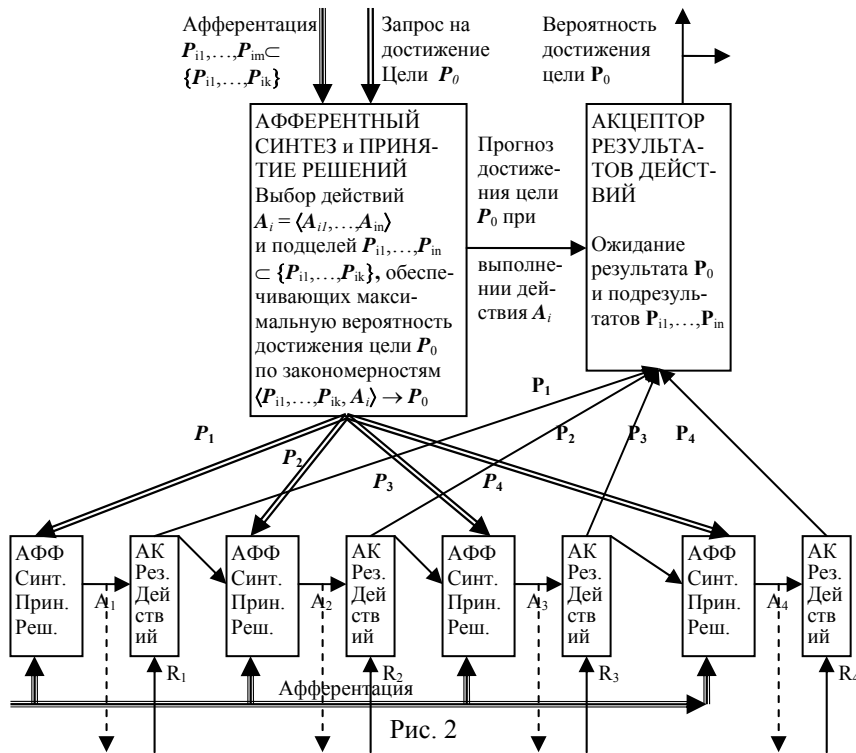 Афферентация
P_i1,…,P_im⊂
{P_i1,…,P_ik}
Запрос на
достижение
Цели P_0
Вероятность
достижения
цели P_0
АФФЕРЕНТНЫЙ
СИНТЕЗ и ПРИНЯ-
ТИЕ РЕШЕНИЙ
Выбор действий
A_i = ⟨A_i1,…,A_in⟩
и подцелей P_i1,…,P_in
⊂ {P_i1,…,P_ik}, обеспе-
чивающих макси-
мальную вероятность
достижения цели P_0
по закономерностям
⟨P_i1,…,P_ik, A_i⟩ → P_0
Прогноз
достиже-
ния цели
P_0 при
выполне-
нии дей-
ствия A_i
АКЦЕПТОР
РЕЗУЛЬТА-
ТОВ ДЕЙСТ-
ВИЙ
Ожидание
результата P_0
и подрезуль-
татов P_i1,…,P_in
P_1
P_2
P_3
P_4
P_1
P_2
P_3
P_4
АФФ
Синт.
Прин.
Реш.
A_1
АК
Рез.
Дей
ств
ий
R_1
АФФ
Синт.
Прин.
Реш.
A_2
АК
Рез.
Дей
ств
ий
R_2
АФФ
Синт.
Прин.
Реш.
A_3
АК
Рез.
Дей
ств
ий
R_3
АФФ
Синт.
Прин.
Реш.
A_4
АК
Рез.
Дей
ств
ий
R_4
Афферентация
Рис. 2